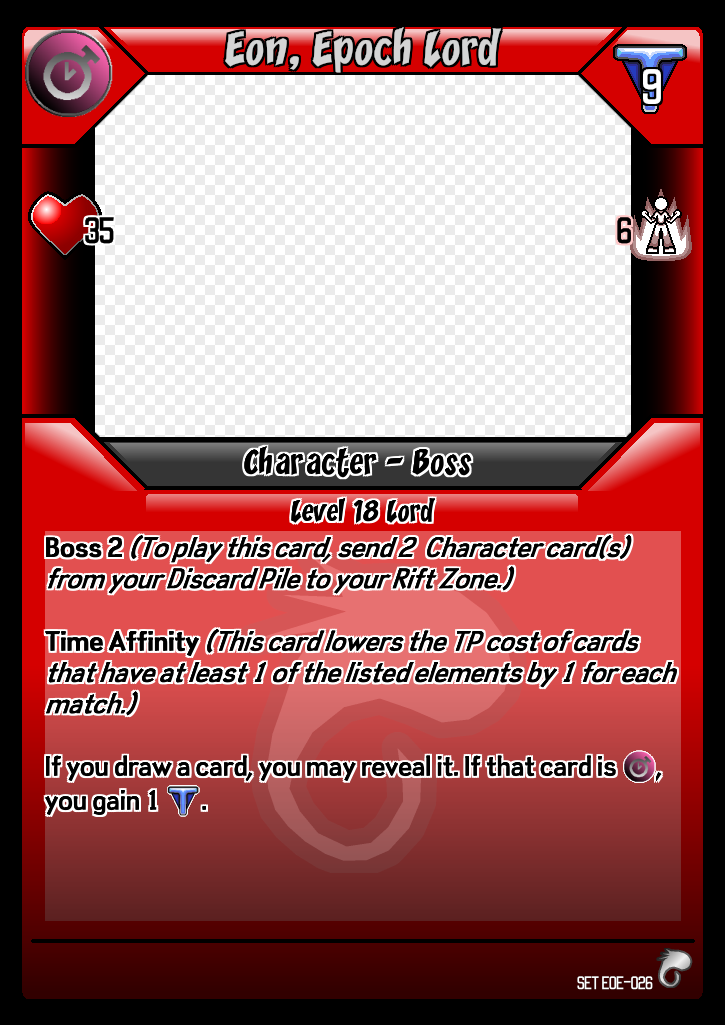 Eon, Epoch Lord
9
35
6
Character - Boss
Level 18 Lord
Boss 2 (To play this card, send 2 Character card(s)
from your Discard Pile to your Rift Zone.)
Time Affinity (This card lowers the TP cost of cards
that have at least 1 of the listed elements by 1 for each
match.)
If you draw a card, you may reveal it. If that card is ,
you gain 1 T.
SET EOE-026